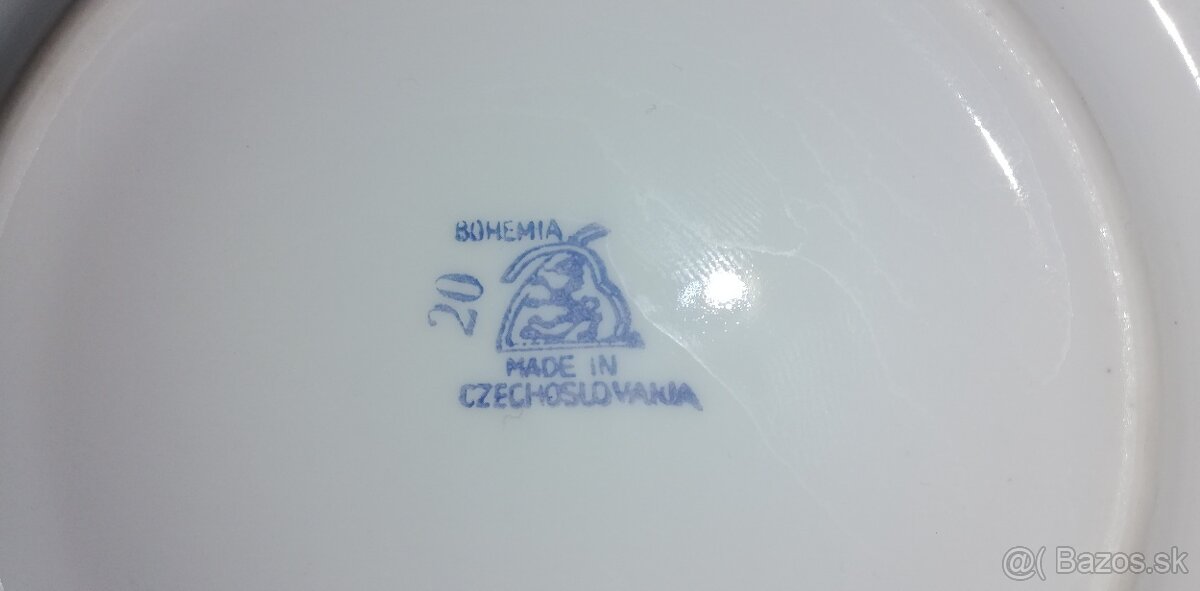 BOHEMIA
20
MADE IN
CZECHOSLOVAKIA
@( Bazos.sk